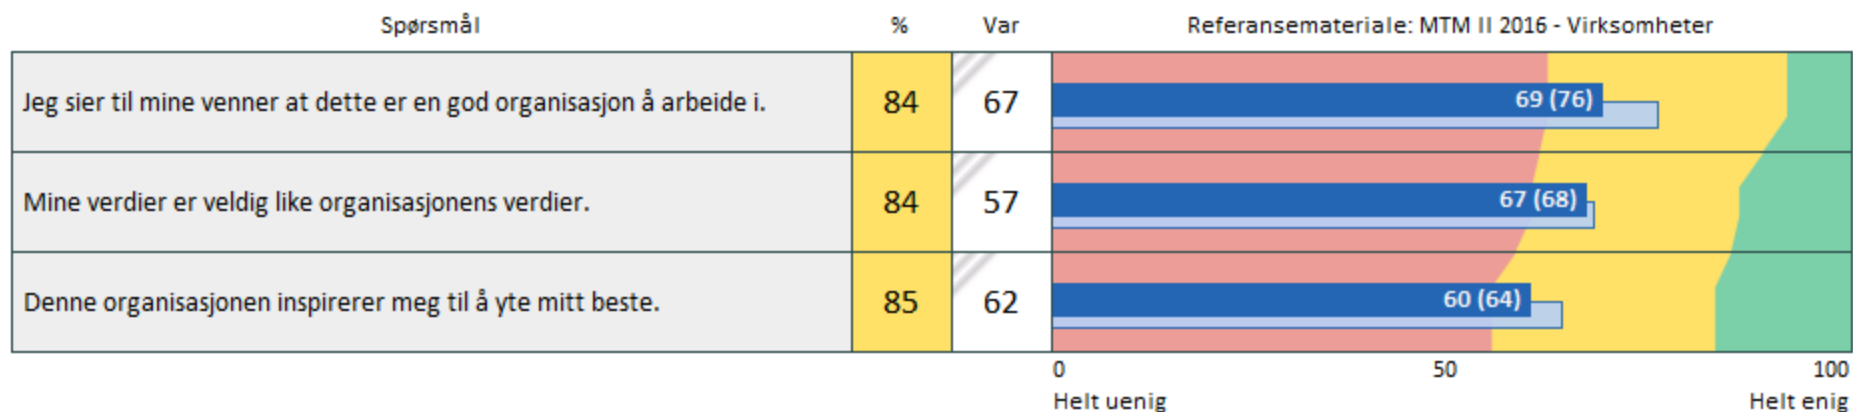 Spørsmål % Var Referansemateriale: MTM II 2016 - Virksomheter
Jeg sier til mine venner at dette er en god organisasjon å arbeide i. 84 67 69 (76)
Mine verdier er veldig like organisasjonens verdier. 84 57 67 (68)
Denne organisasjonen inspirerer meg til å yte mitt beste. 85 62 60 (64)
0 50 100
Helt uenig Helt enig